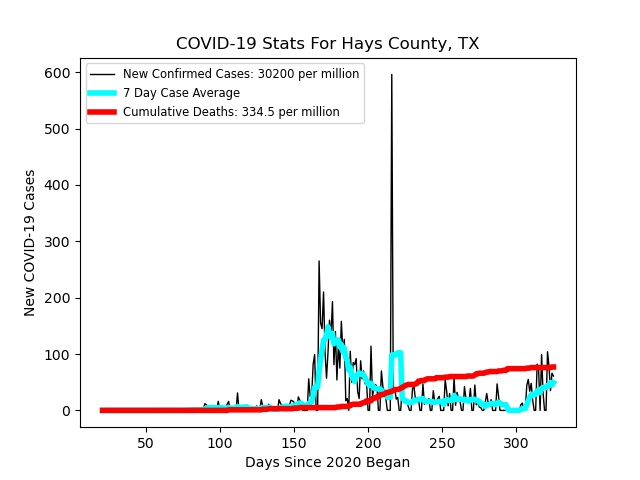 COVID-19 Stats For Hays County, TX
New Confirmed Cases: 30200 per million
7 Day Case Average
Cumulative Deaths: 334.5 per million
New COVID-19 Cases
600
500
400
300
200
100
0
50 100 150 200 250 300
Days Since 2020 Began